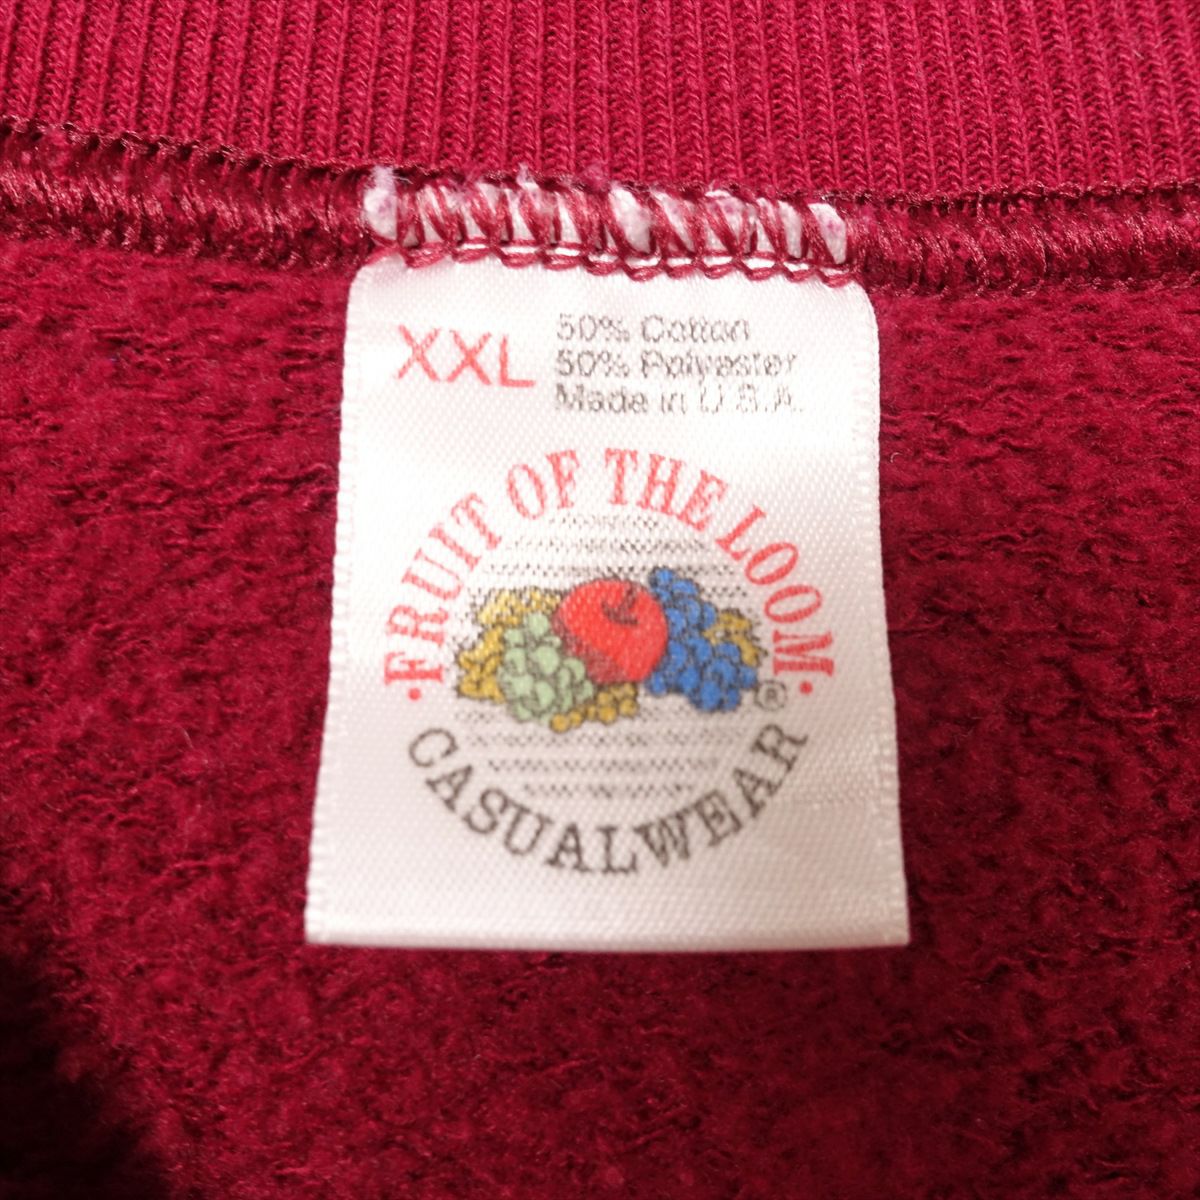 XXL
50% Cotton
50% Polyester
Made in U.S.A.
·FRUIT OF THE LOOM·
®
CASUALWEAR